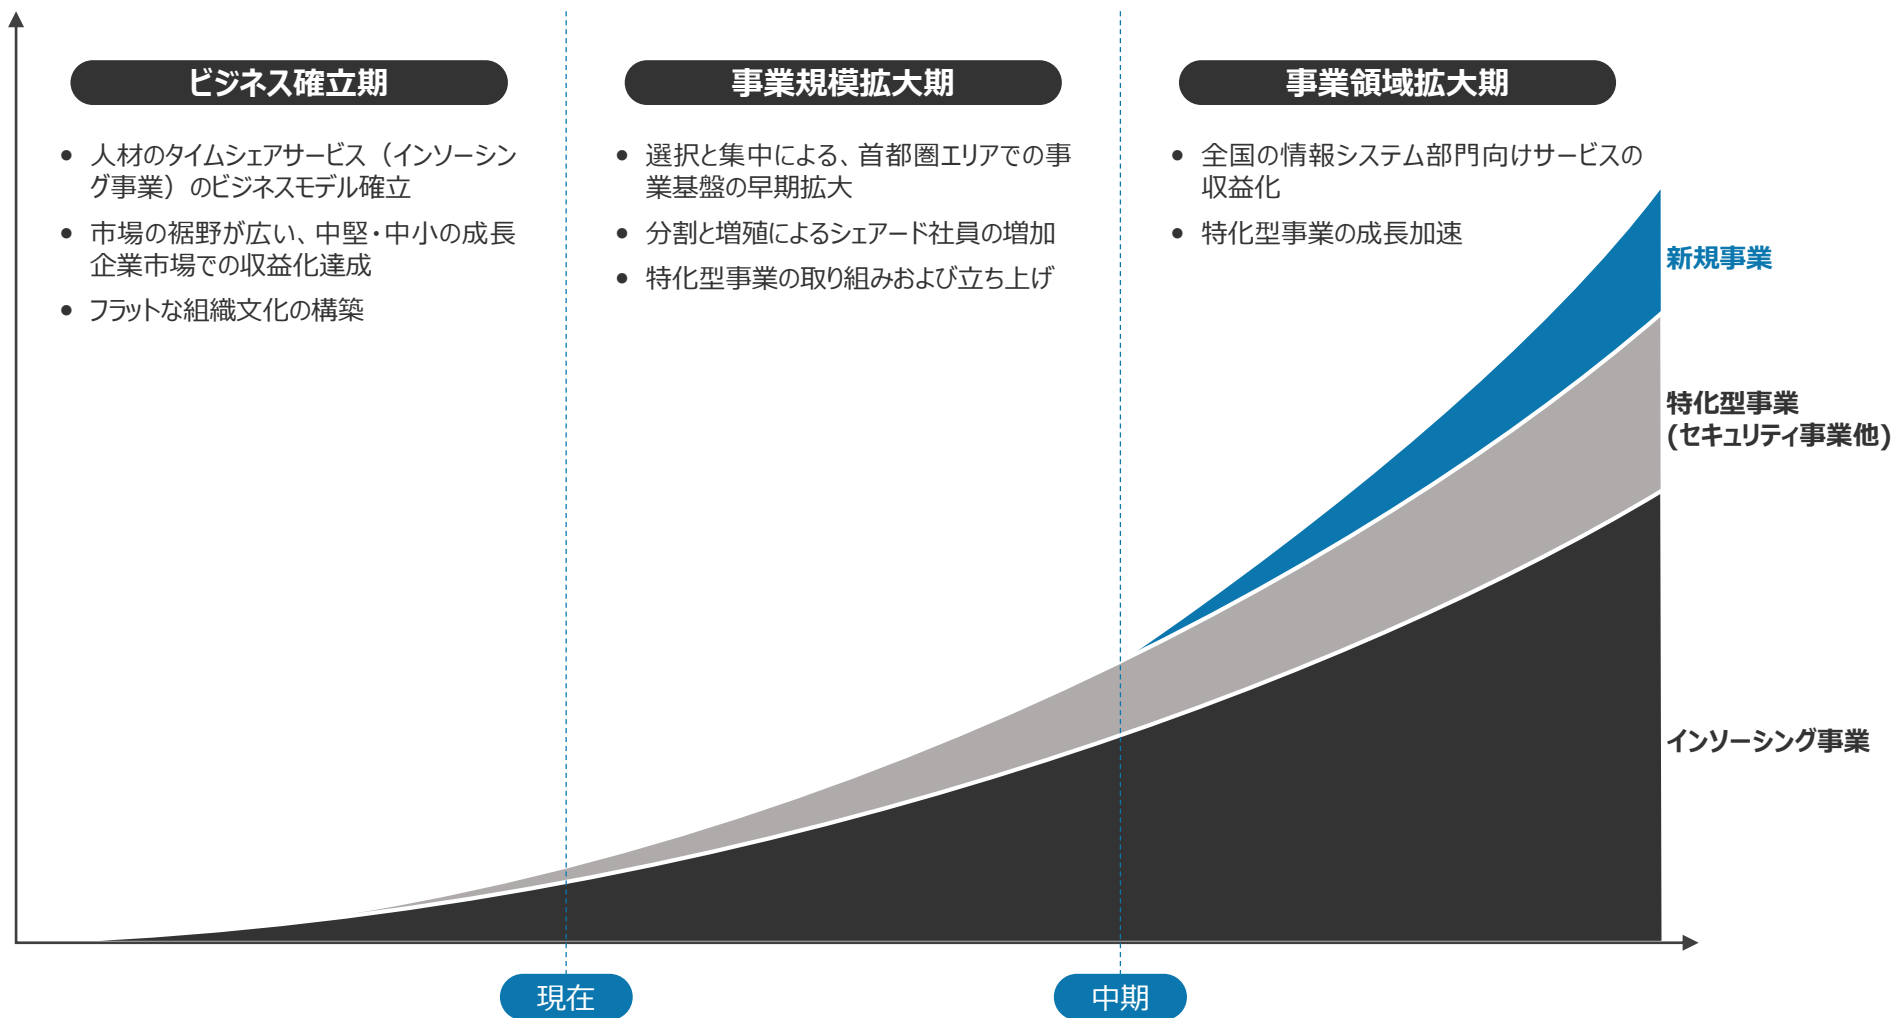 ビジネス確立期
● 人材のタイムシェアサービス（インソーシン
グ事業）のビジネスモデル確立
● 市場の裾野が広い、中堅・中小の成長
企業市場での収益化達成
● フラットな組織文化の構築
事業規模拡大期
● 選択と集中による、首都圏エリアでの事
業基盤の早期拡大
● 分割と増殖によるシェアード社員の増加
● 特化型事業の取り組みおよび立ち上げ
事業領域拡大期
● 全国の情報システム部門向けサービスの
収益化
● 特化型事業の成長加速
新規事業
特化型事業
(セキュリティ事業他)
インソーシング事業
現在
中期